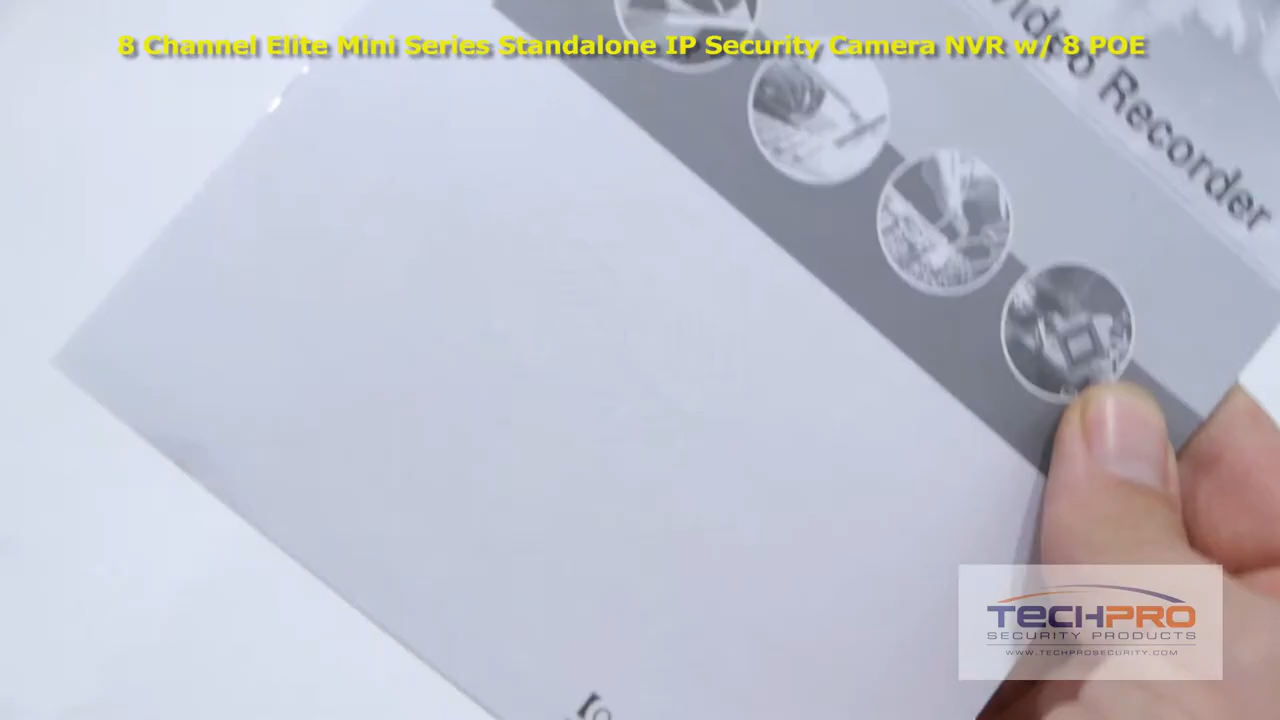 8 Channel Elite Mini Series Standalone IP Security Camera NVR w/ 8 POE
Video Recorder
TECHPRO
SECURITY PRODUCTS
WWW.TECHPROSECURITY.COM